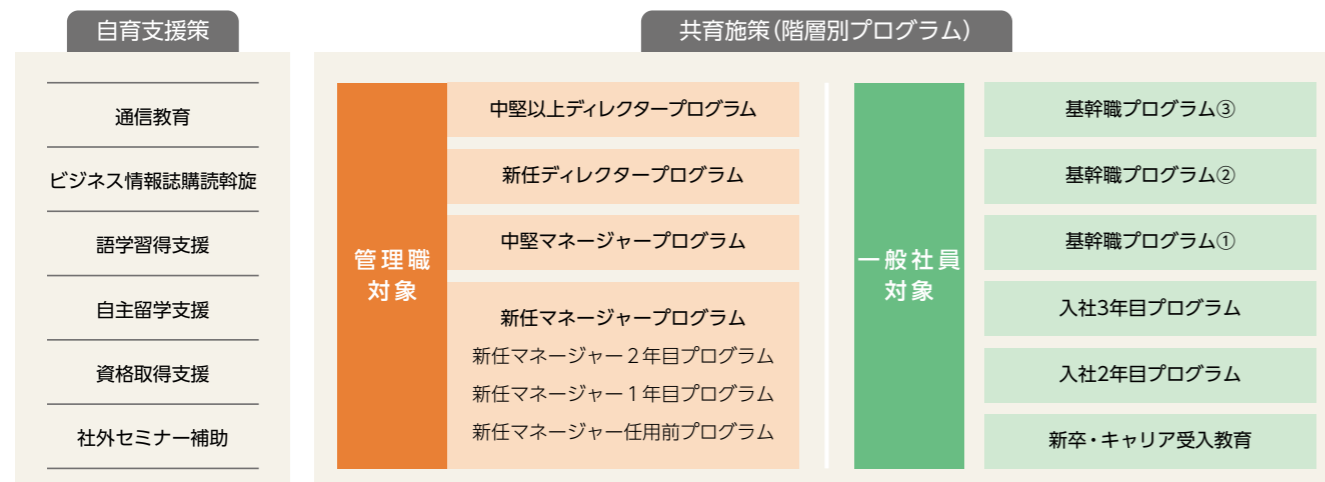 自育支援策
通信教育
ビジネス情報誌購読斡旋
語学習得支援
自主留学支援
資格取得支援
社外セミナー補助
共育施策(階層別プログラム)
管理職
対象
中堅以上ディレクタープログラム
新任ディレクタープログラム
中堅マネージャープログラム
新任マネージャープログラム
新任マネージャー2年目プログラム
新任マネージャー1年目プログラム
新任マネージャー任用前プログラム
一般社員
対象
基幹職プログラム③
基幹職プログラム②
基幹職プログラム①
入社3年目プログラム
入社2年目プログラム
新卒・キャリア受入教育